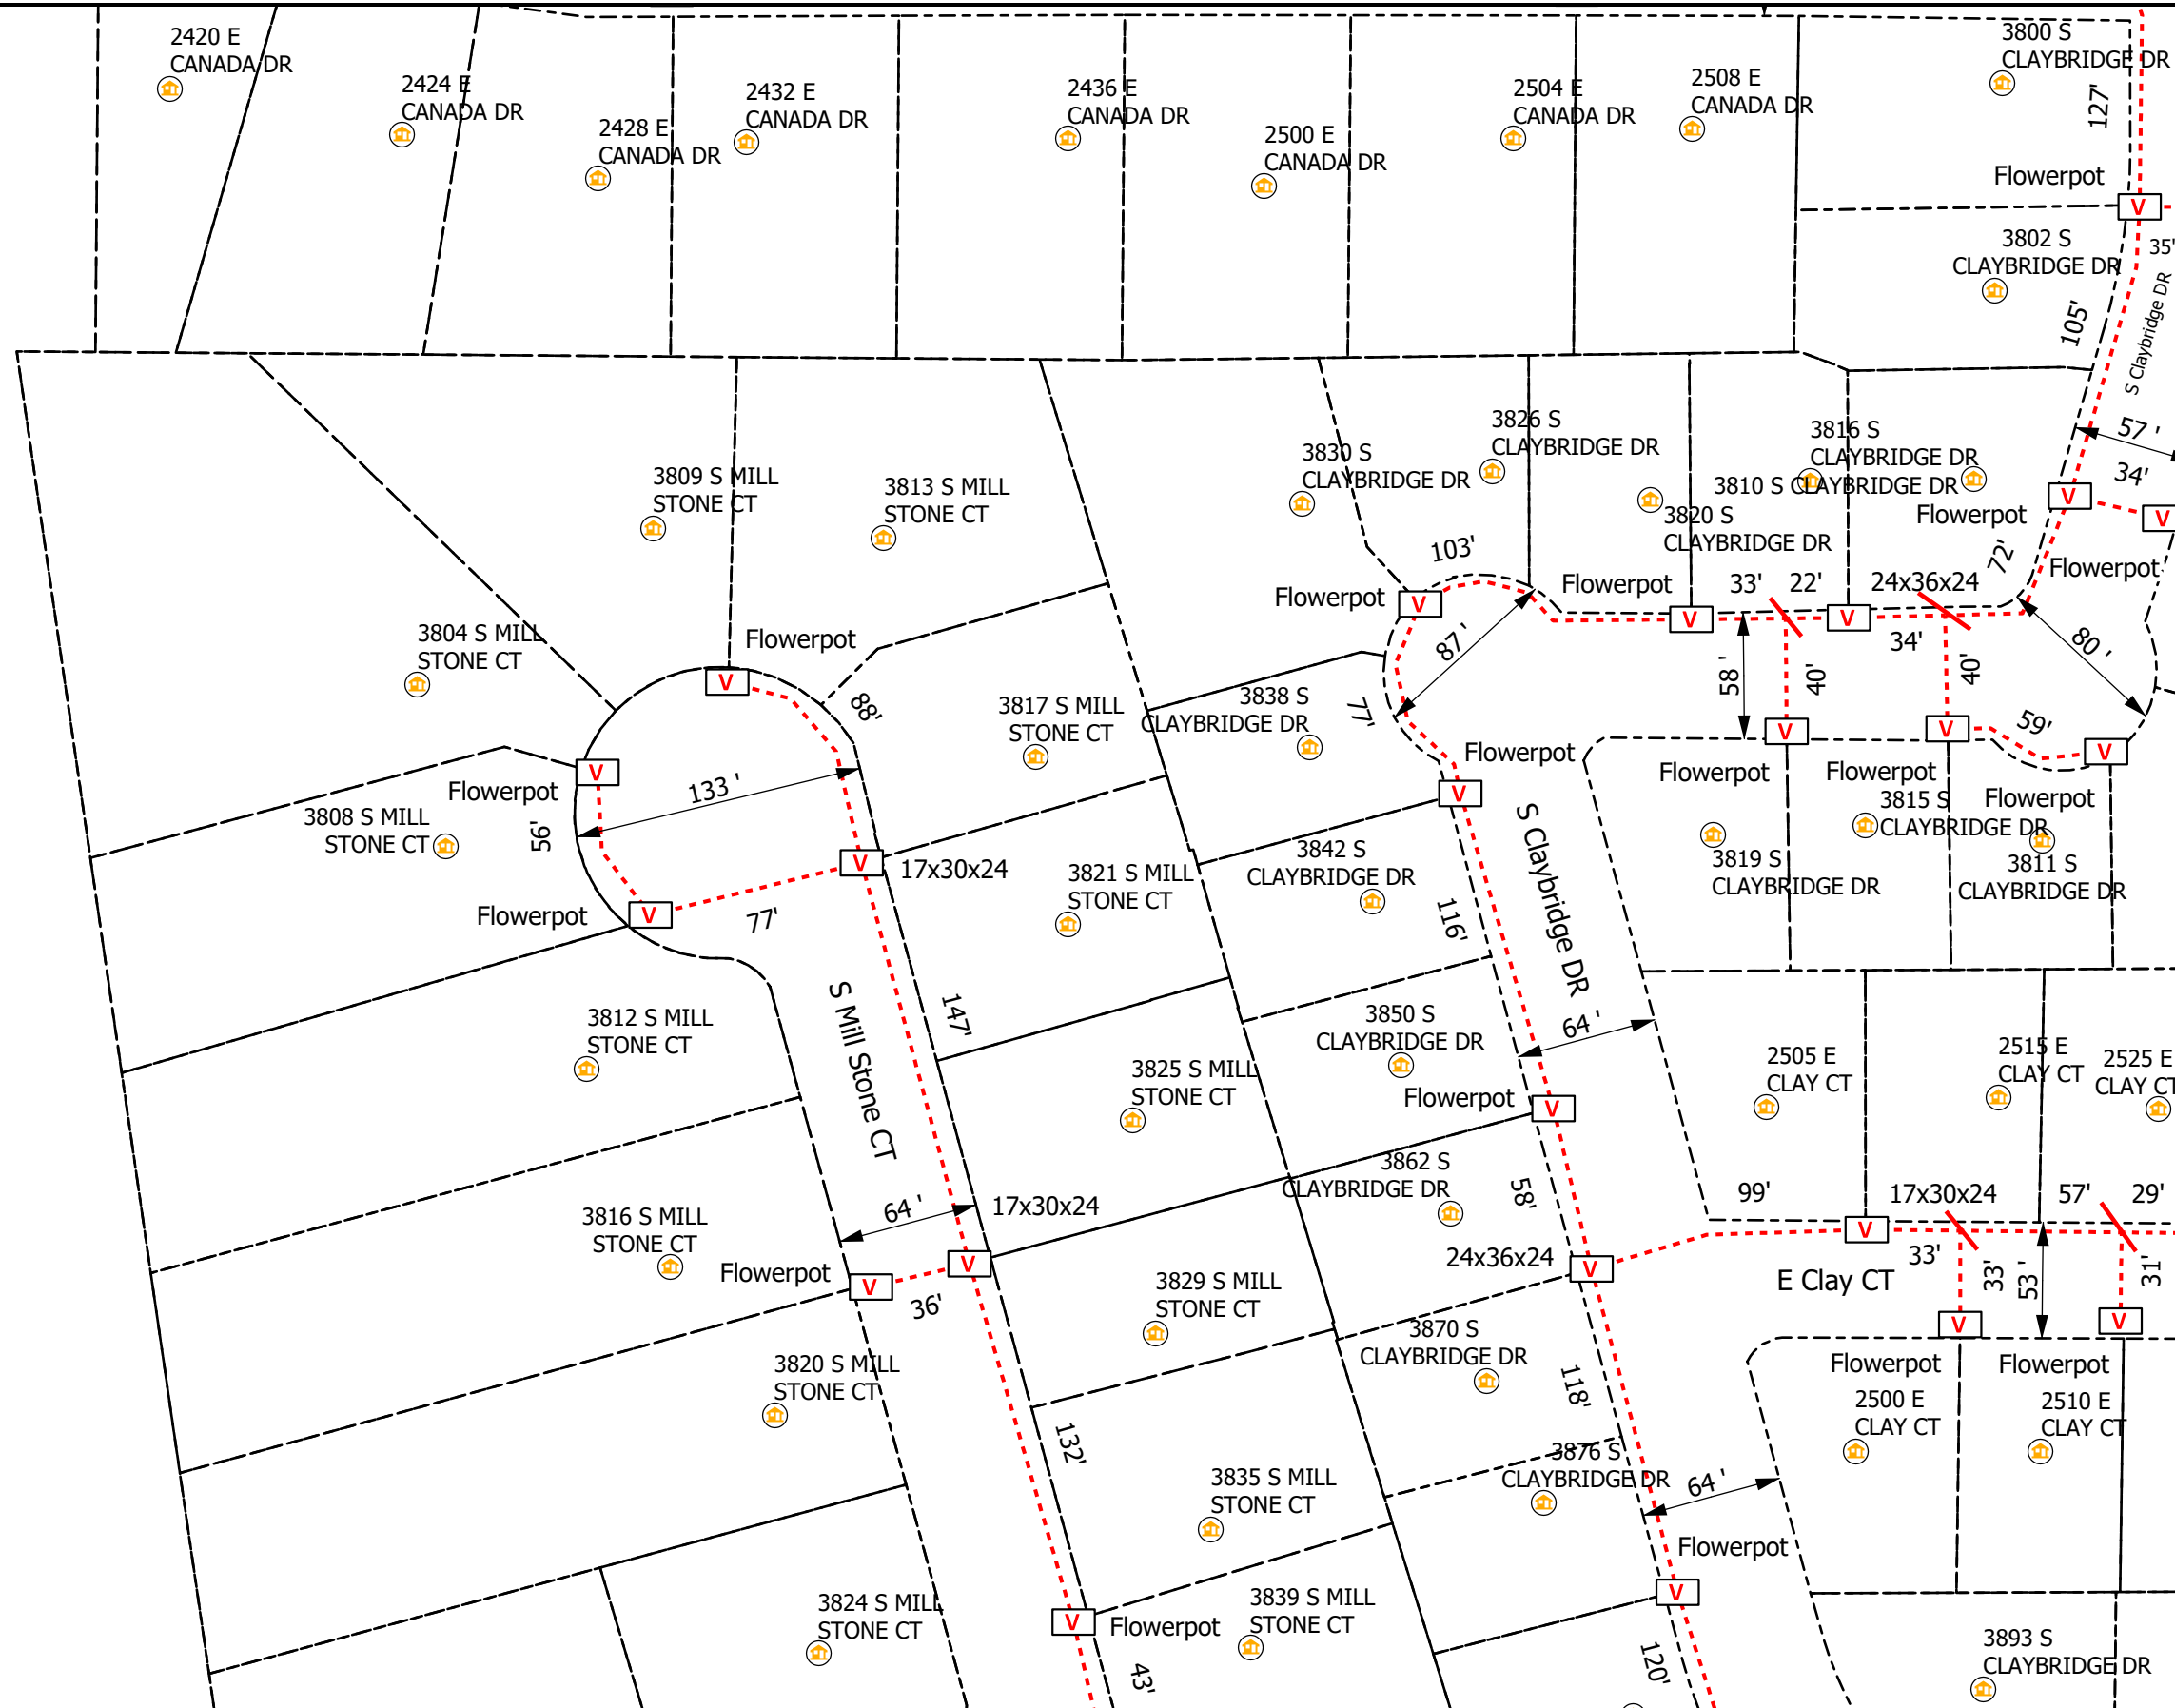 2420 E
CANADA DR
2424 E
CANADA DR
2428 E
CANADA DR
2432 E
CANADA DR
2436 E
CANADA DR
2500 E
CANADA DR
2504 E
CANADA DR
2508 E
CANADA DR
3800 S
CLAYBRIDGE DR
127'
Flowerpot
V
3802 S
CLAYBRIDGE DR
35'
105'
S Claybridge DR
57 '
34'
V
V
Flowerpot
Flowerpot
72'
3809 S MILL
STONE CT
3813 S MILL
STONE CT
3830 S
CLAYBRIDGE DR
3826 S
CLAYBRIDGE DR
3816 S
CLAYBRIDGE DR
3810 S CLAYBRIDGE DR
3820 S
CLAYBRIDGE DR
103'
Flowerpot
V
Flowerpot
V
33'
22'
24x36x24
V
34'
87 '
58 '
40'
40'
80 '
3804 S MILL
STONE CT
Flowerpot
V
88'
3817 S MILL
STONE CT
3838 S
CLAYBRIDGE DR
77'
Flowerpot
V
V
V
59'
V
Flowerpot
Flowerpot
Flowerpot
Flowerpot
V
133 '
3808 S MILL
STONE CT
56'
V
17x30x24
Flowerpot
V
77'
3821 S MILL
STONE CT
3842 S
CLAYBRIDGE DR
116'
S Claybridge DR
3819 S
CLAYBRIDGE DR
3815 S
CLAYBRIDGE DR
3811 S
CLAYBRIDGE DR
3812 S MILL
STONE CT
S Mill Stone CT
147'
3825 S MILL
STONE CT
3850 S
CLAYBRIDGE DR
64 '
Flowerpot
V
2505 E
CLAY CT
2515 E
CLAY CT
2525 E
CLAY CT
3816 S MILL
STONE CT
64 '
17x30x24
V
Flowerpot
V
36'
3862 S
CLAYBRIDGE DR
58'
24x36x24
V
99'
V
17x30x24
57'
29'
33'
33'
53 '
31'
E Clay CT
V
V
Flowerpot
Flowerpot
3829 S MILL
STONE CT
3870 S
CLAYBRIDGE DR
118'
3820 S MILL
STONE CT
2500 E
CLAY CT
2510 E
CLAY CT
132'
3835 S MILL
STONE CT
3876 S
CLAYBRIDGE DR
64 '
Flowerpot
V
3824 S MILL
STONE CT
V
Flowerpot
43'
3839 S MILL
STONE CT
120'
3893 S
CLAYBRIDGE DR